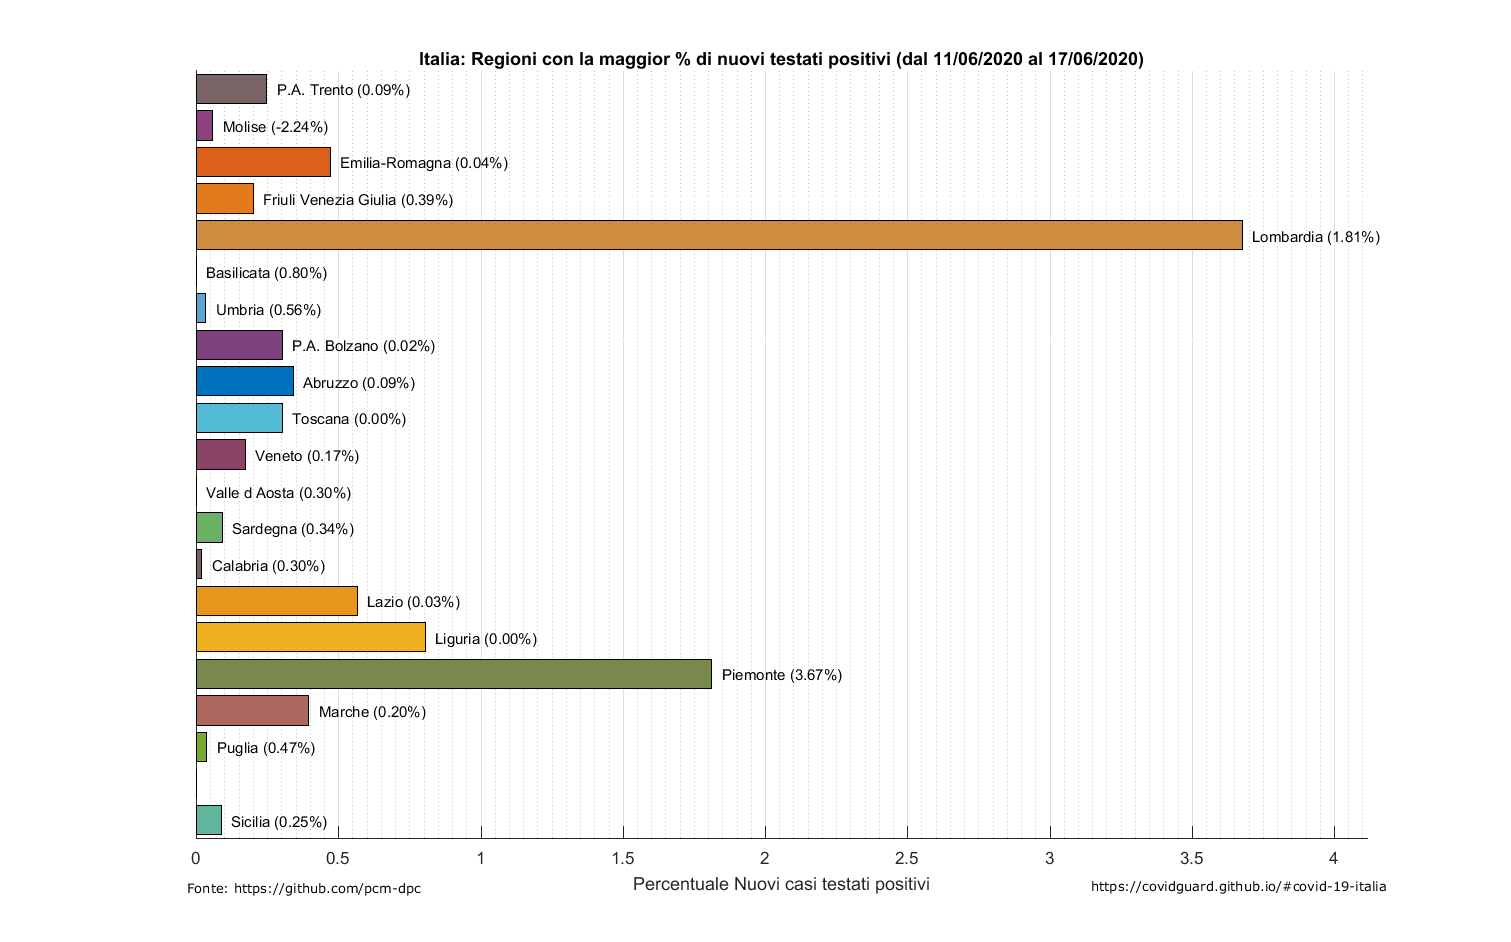 Italia: Regioni con la maggior % di nuovi testati positivi (dal 11/06/2020 al 17/06/2020)
P.A. Trento (0.09%)
Molise (-2.24%)
Emilia-Romagna (0.04%)
Friuli Venezia Giulia (0.39%)
Lombardia (1.81%)
Basilicata (0.80%)
Umbria (0.56%)
P.A. Bolzano (0.02%)
Abruzzo (0.09%)
Toscana (0.00%)
Veneto (0.17%)
Valle d Aosta (0.30%)
Sardegna (0.34%)
Calabria (0.30%)
Lazio (0.03%)
Liguria (0.00%)
Piemonte (3.67%)
Marche (0.20%)
Puglia (0.47%)
Sicilia (0.25%)
0 0.5 1 1.5 2 2.5 3 3.5 4
Percentuale Nuovi casi testati positivi
Fonte: https://github.com/pcm-dpc
https://covidguard.github.io/#covid-19-italia